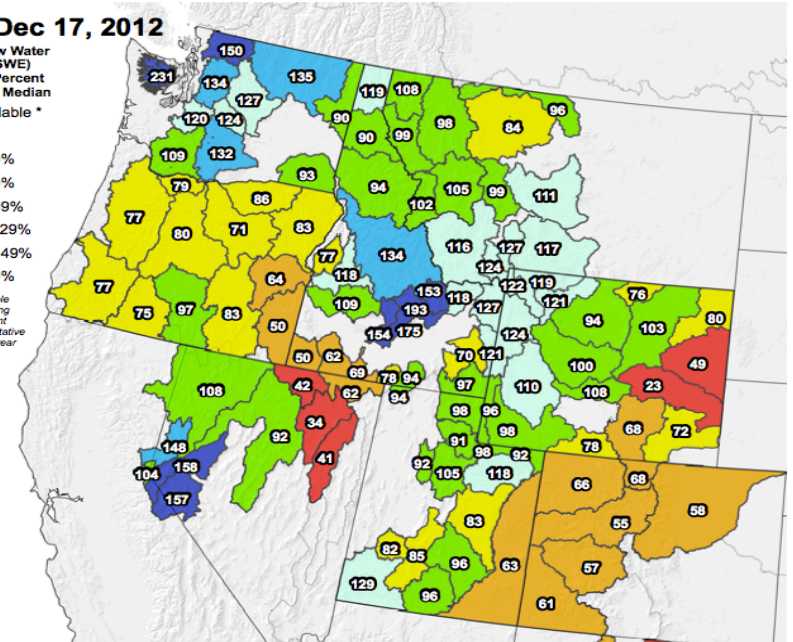 Dec 17, 2012
w Water
SWE)
Percent
Median
lable *
%
%
9%
29%
49%
%
le
ng
nt
tative
year
150
231 134 135 119 108
127 90 98 96
120 124 90 99 84
109 132
93 94 105 99 111
79 86 102
77 80 71 83 134 116 127 117
77 118 124
77 64 153 118 122 119 76
75 97 83 109 193 127 121 94 103 80
50 154 175 124
50 62 70 121 100 49
69 78 94 97 110 108 23
108 42 62 94
34 98 96 98 68 72
148 92 91 98 92 78
104 158 41 92 105 118 66 68
157 83 55 58
82 85 96 63 57
129 96 61